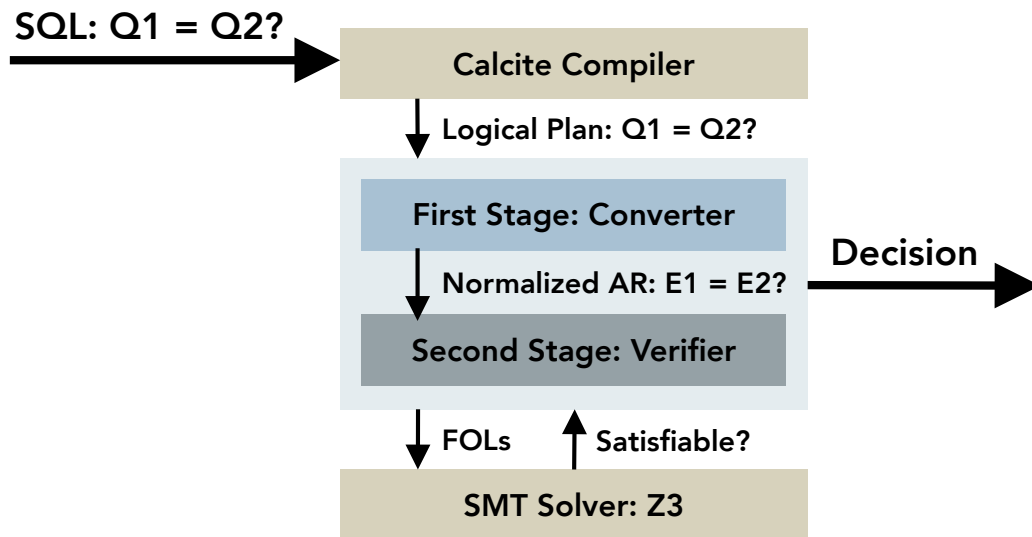 SQL: Q1 = Q2?
Calcite Compiler
Logical Plan: Q1 = Q2?
First Stage: Converter
Decision
Normalized AR: E1 = E2?
Second Stage: Verifier
FOLs
Satisfiable?
SMT Solver: Z3